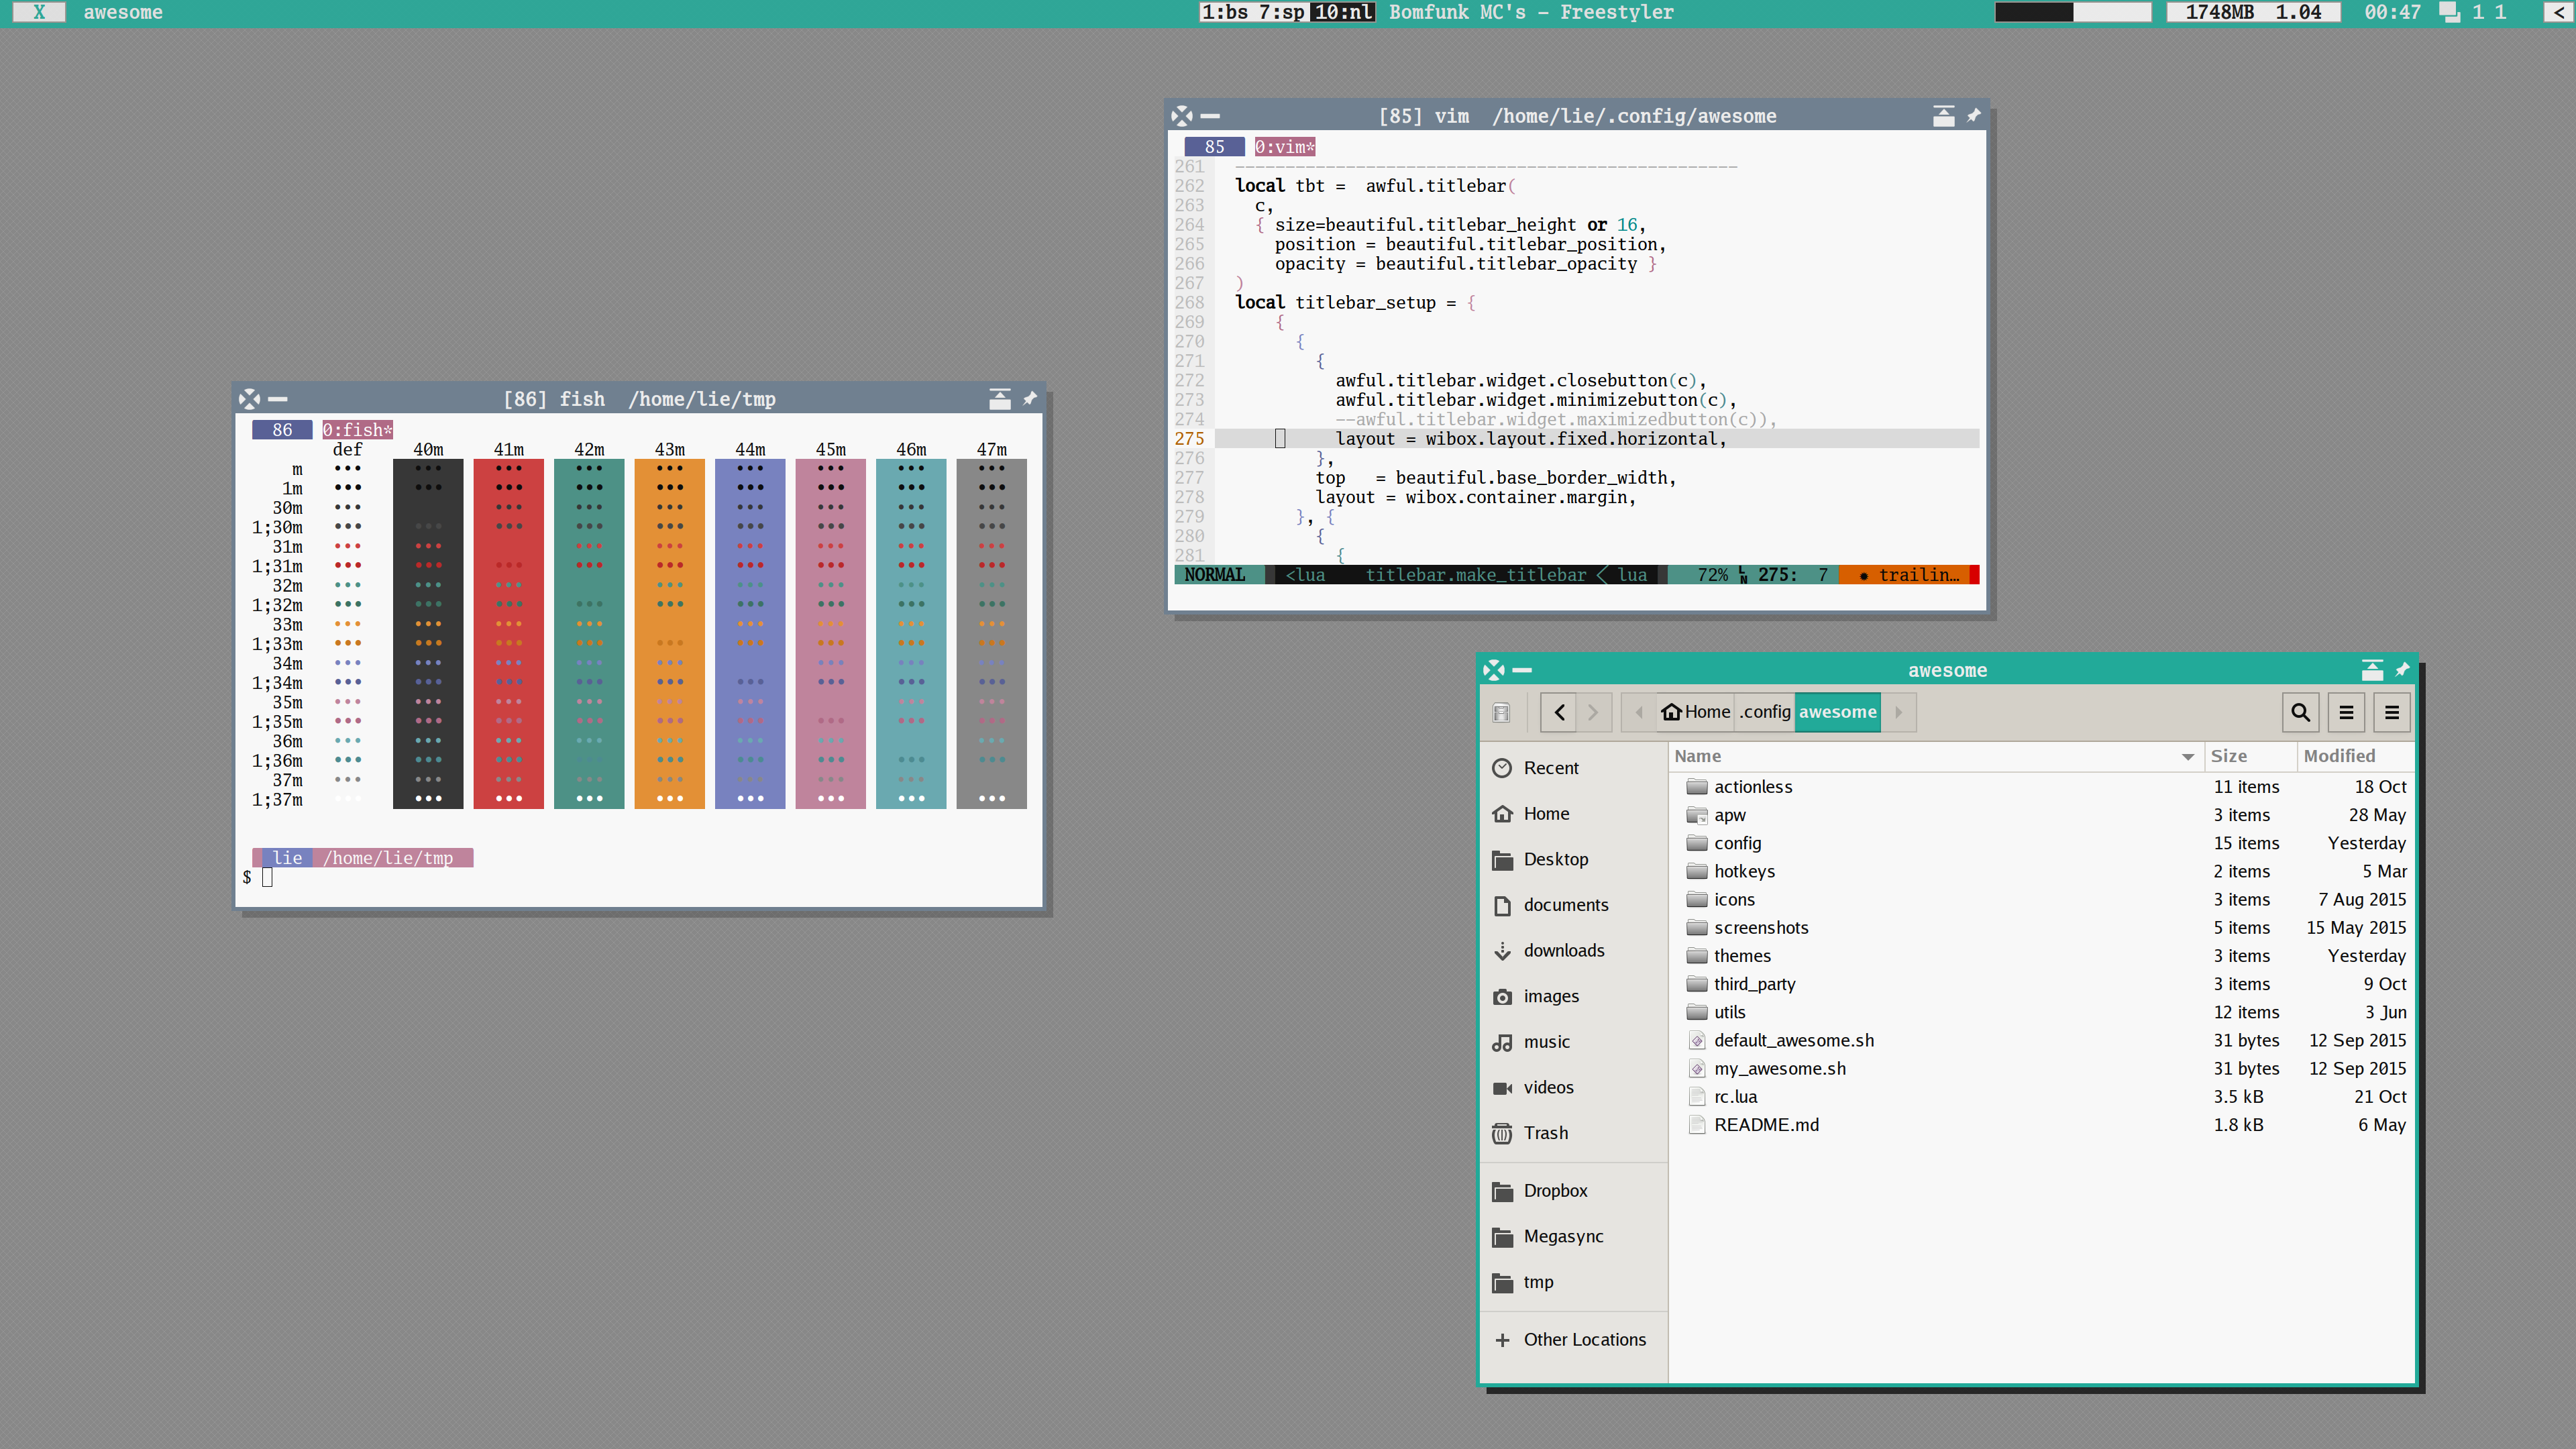 X awesome 1:bs 7:sp 10:nl Bomfunk MC's - Freestyler 1748MB 1.04 00:47 1 1 <
[85] vim /home/lie/.config/awesome
85 0:vim*
261 --------------------------------------------------
262 local tbt =  awful.titlebar(
263 c,
264 { size=beautiful.titlebar_height or 16,
265 position = beautiful.titlebar_position,
266 opacity = beautiful.titlebar_opacity }
267 )
268 local titlebar_setup = {
269 {
270 {
271 {
272 awful.titlebar.widget.closebutton(c),
273 awful.titlebar.widget.minimizebutton(c),
274 --awful.titlebar.widget.maximizedbutton(c)),
275 layout = wibox.layout.fixed.horizontal,
276 },
277 top   = beautiful.base_border_width,
278 layout = wibox.container.margin,
279 }, {
280 {
281 {
NORMAL <lua titlebar.make_titlebar < lua 72% LN 275: 7 trailin…
[86] fish /home/lie/tmp
86 0:fish*
def 40m 41m 42m 43m 44m 45m 46m 47m
m
1m
30m
1;30m
31m
1;31m
32m
1;32m
33m
1;33m
34m
1;34m
35m
1;35m
36m
1;36m
37m
1;37m
lie /home/lie/tmp
$
awesome
Home .config awesome
Recent
Home
Desktop
documents
downloads
images
music
videos
Trash
Dropbox
Megasync
tmp
Other Locations
Name Size Modified
actionless 11 items 18 Oct
apw 3 items 28 May
config 15 items Yesterday
hotkeys 2 items 5 Mar
icons 3 items 7 Aug 2015
screenshots 5 items 15 May 2015
themes 3 items Yesterday
third_party 3 items 9 Oct
utils 12 items 3 Jun
default_awesome.sh 31 bytes 12 Sep 2015
my_awesome.sh 31 bytes 12 Sep 2015
rc.lua 3.5 kB 21 Oct
README.md 1.8 kB 6 May